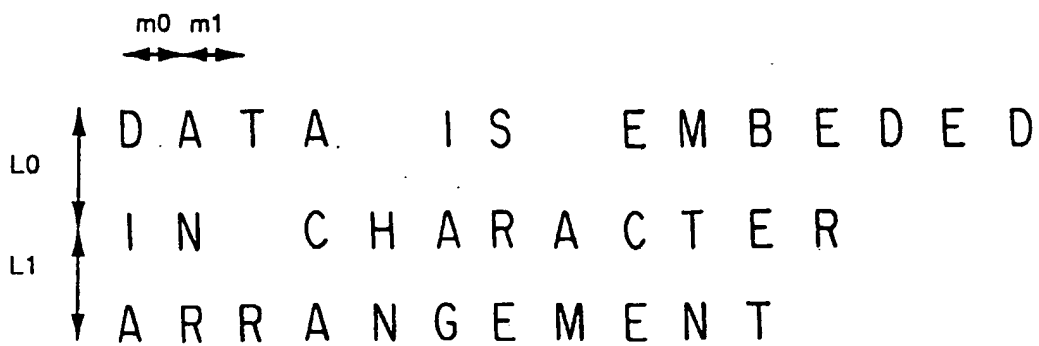 m0 m1
DATA IS EMBEDED
L0
IN CHARACTER
L1
ARRANGEMENT